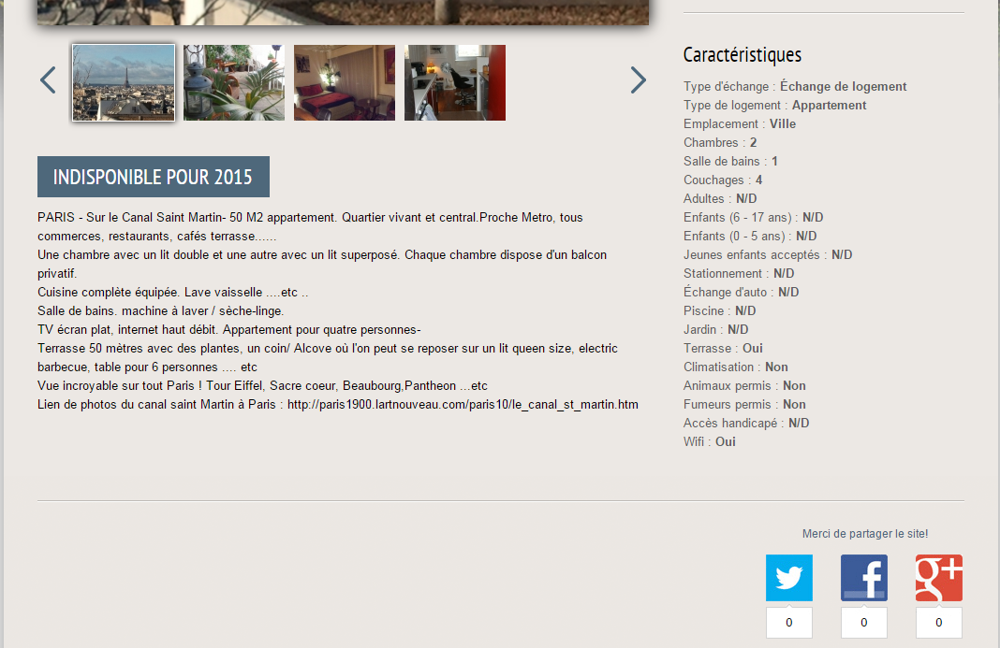 INDISPONIBLE POUR 2015
PARIS - Sur le Canal Saint Martin- 50 M2 appartement. Quartier vivant et central.Proche Metro, tous
commerces, restaurants, cafés terrasse......
Une chambre avec un lit double et une autre avec un lit superposé. Chaque chambre dispose d'un balcon
privatif.
Cuisine complète équipée. Lave vaisselle ....etc ..
Salle de bains. machine à laver / sèche-linge.
TV écran plat, internet haut débit. Appartement pour quatre personnes-
Terrasse 50 mètres avec des plantes, un coin/ Alcove où l'on peut se reposer sur un lit queen size, electric
barbecue, table pour 6 personnes .... etc
Vue incroyable sur tout Paris ! Tour Eiffel, Sacre coeur, Beaubourg,Pantheon ...etc
Lien de photos du canal saint Martin à Paris : http://paris1900.lartnouveau.com/paris10/le_canal_st_martin.htm
Caractéristiques
Type d'échange : Échange de logement
Type de logement : Appartement
Emplacement : Ville
Chambres : 2
Salle de bains : 1
Couchages : 4
Adultes : N/D
Enfants (6 - 17 ans) : N/D
Enfants (0 - 5 ans) : N/D
Jeunes enfants acceptés : N/D
Stationnement : N/D
Échange d'auto : N/D
Piscine : N/D
Jardin : N/D
Terrasse : Oui
Climatisation : Non
Animaux permis : Non
Fumeurs permis : Non
Accès handicapé : N/D
Wifi : Oui
Merci de partager le site!
f
g+
0
0
0